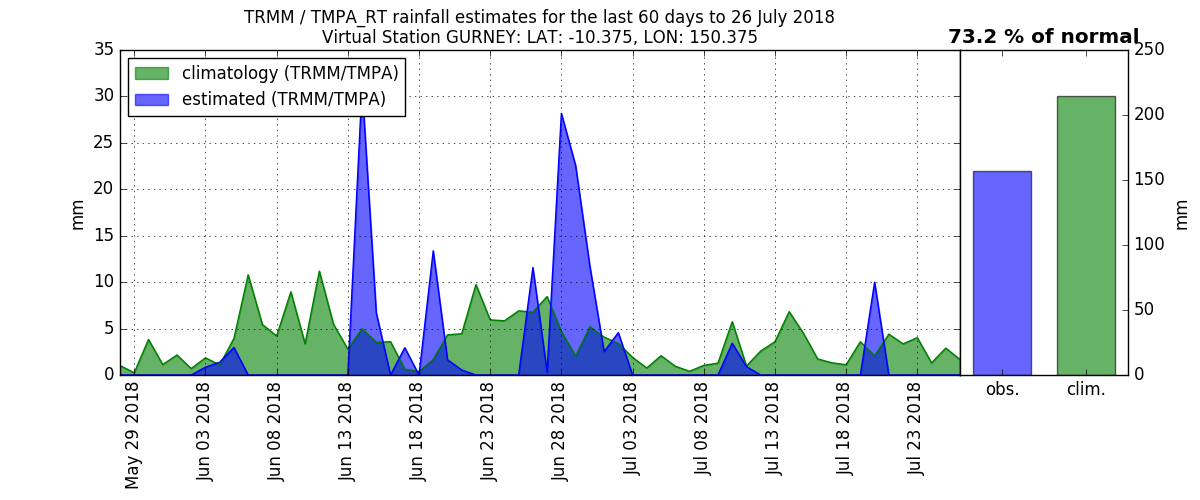 TRMM / TMPA_RT rainfall estimates for the last 60 days to 26 July 2018
Virtual Station GURNEY: LAT: -10.375, LON: 150.375
73.2 % of normal
climatology (TRMM/TMPA)
estimated (TRMM/TMPA)
mm
35
30
25
20
15
10
5
0
May 29 2018
Jun 03 2018
Jun 08 2018
Jun 13 2018
Jun 18 2018
Jun 23 2018
Jun 28 2018
Jul 03 2018
Jul 08 2018
Jul 13 2018
Jul 18 2018
Jul 23 2018
obs.
clim.
250
200
150
100
50
0
mm